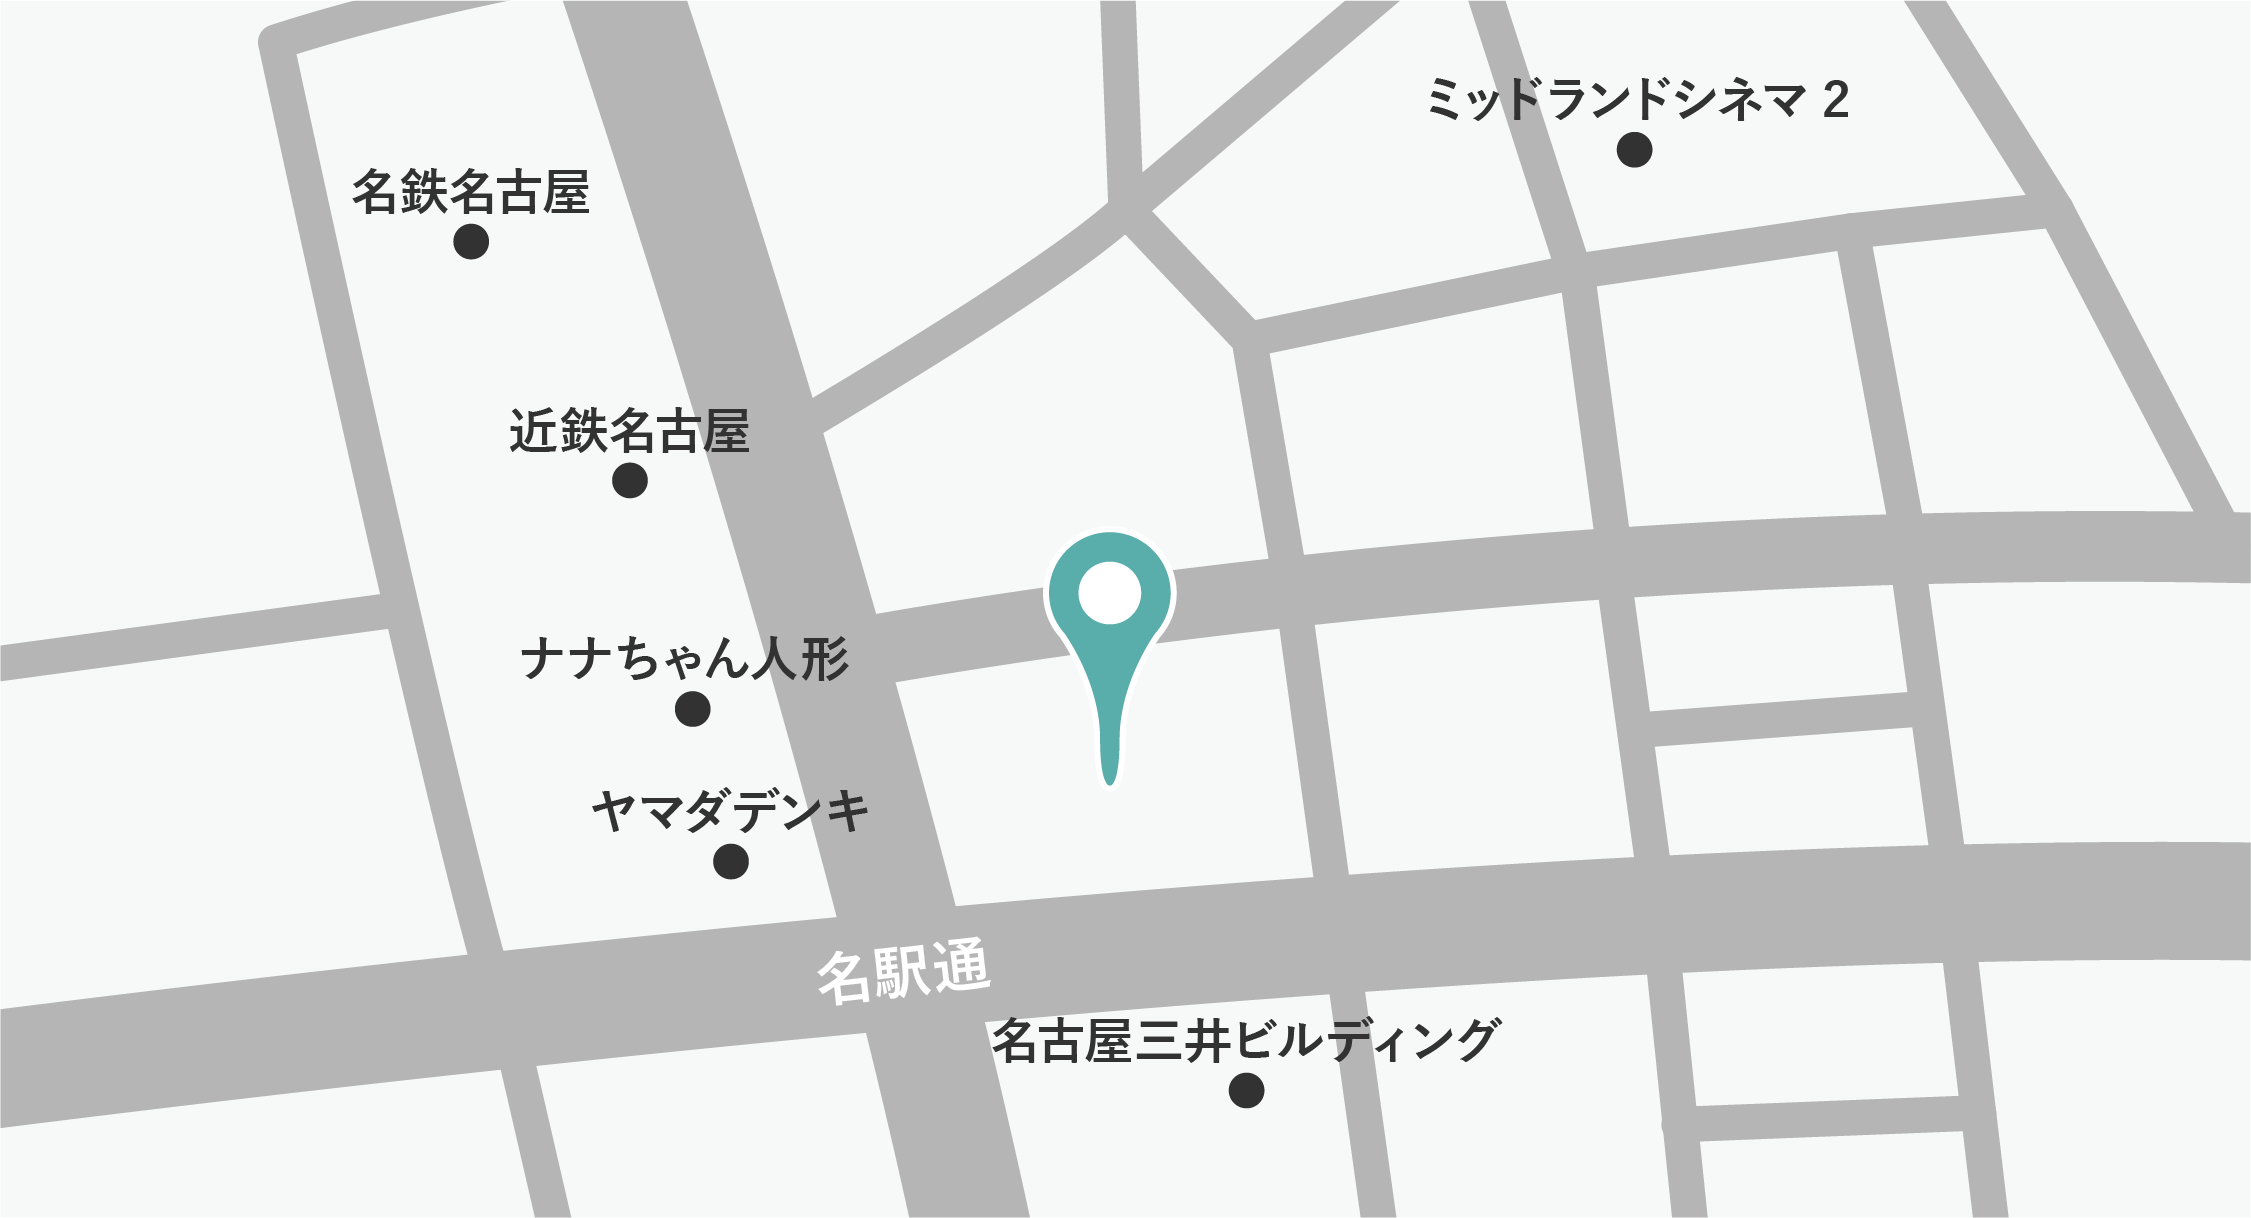 ミッドランドシネマ 2
名鉄名古屋
近鉄名古屋
ナナちゃん人形
ヤマダデンキ
名駅通
名古屋三井ビルディング